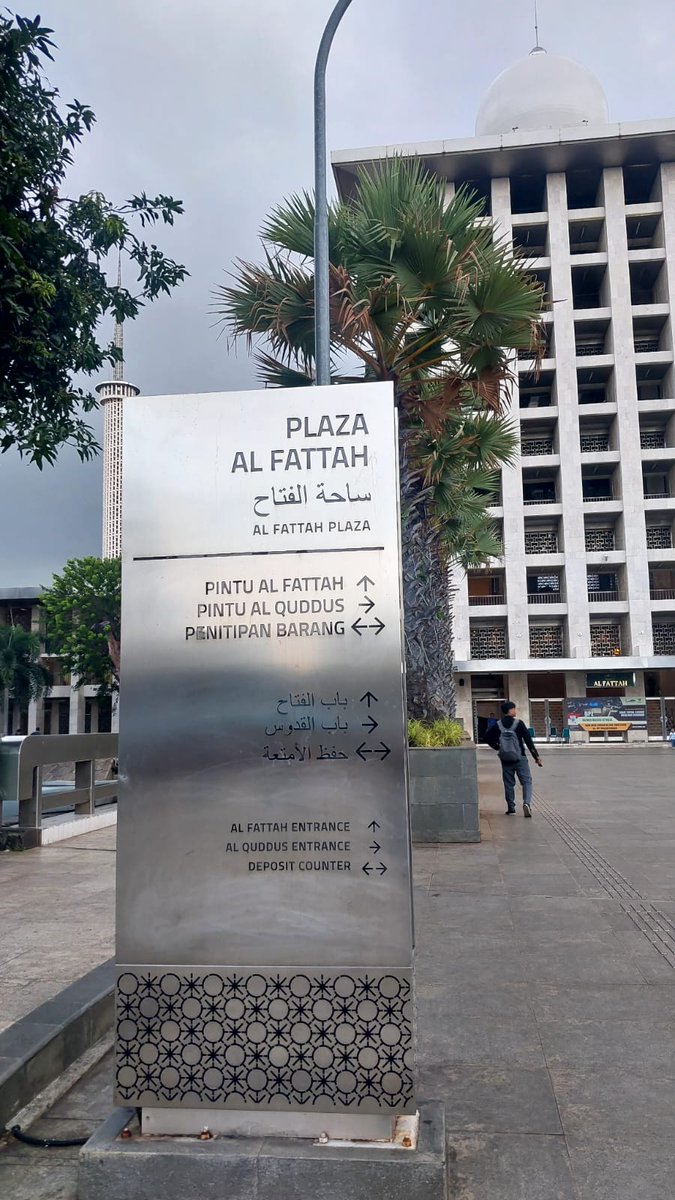 PLAZA
AL FATTAH
ساحة الفتاح
AL FATTAH PLAZA
PINTU AL FATTAH ↑
PINTU AL QUDDUS →
PENITIPAN BARANG ↔
باب الفتاح ↑
باب القدوس →
حفظ الأمتعة ↔
AL FATTAH ENTRANCE ↑
AL QUDDUS ENTRANCE →
DEPOSIT COUNTER ↔
AL FATTAH